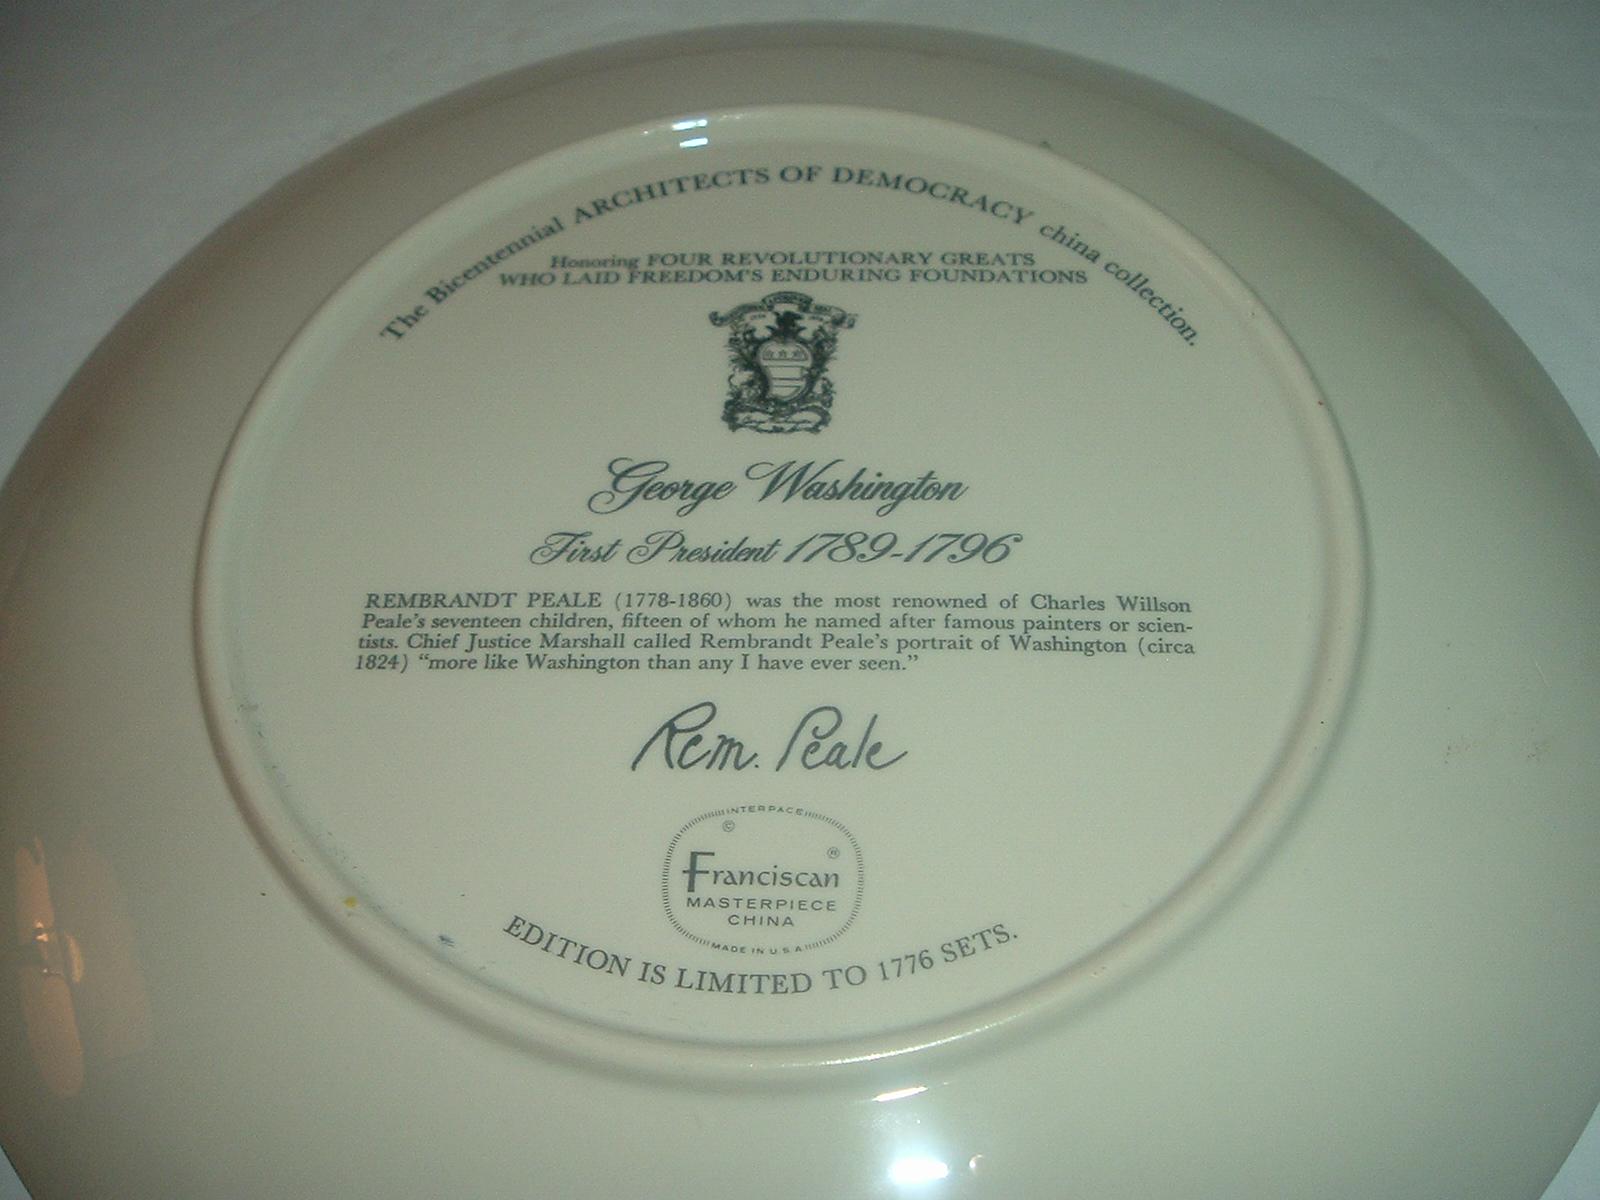 The Bicentennial ARCHITECTS OF DEMOCRACY china collection.
Honoring FOUR REVOLUTIONARY GREATS
WHO LAID FREEDOM'S ENDURING FOUNDATIONS
George Washington
First President 1789-1796
REMBRANDT PEALE (1778-1860) was the most renowned of Charles Willson
Peale's seventeen children, fifteen of whom he named after famous painters or scien-
tists. Chief Justice Marshall called Rembrandt Peale's portrait of Washington (circa
1824) “more like Washington than any I have ever seen.”
Rem. Peale
INTERPACE
©
®
Franciscan
MASTERPIECE
CHINA
MADE IN U.S.A
EDITION IS LIMITED TO 1776 SETS.